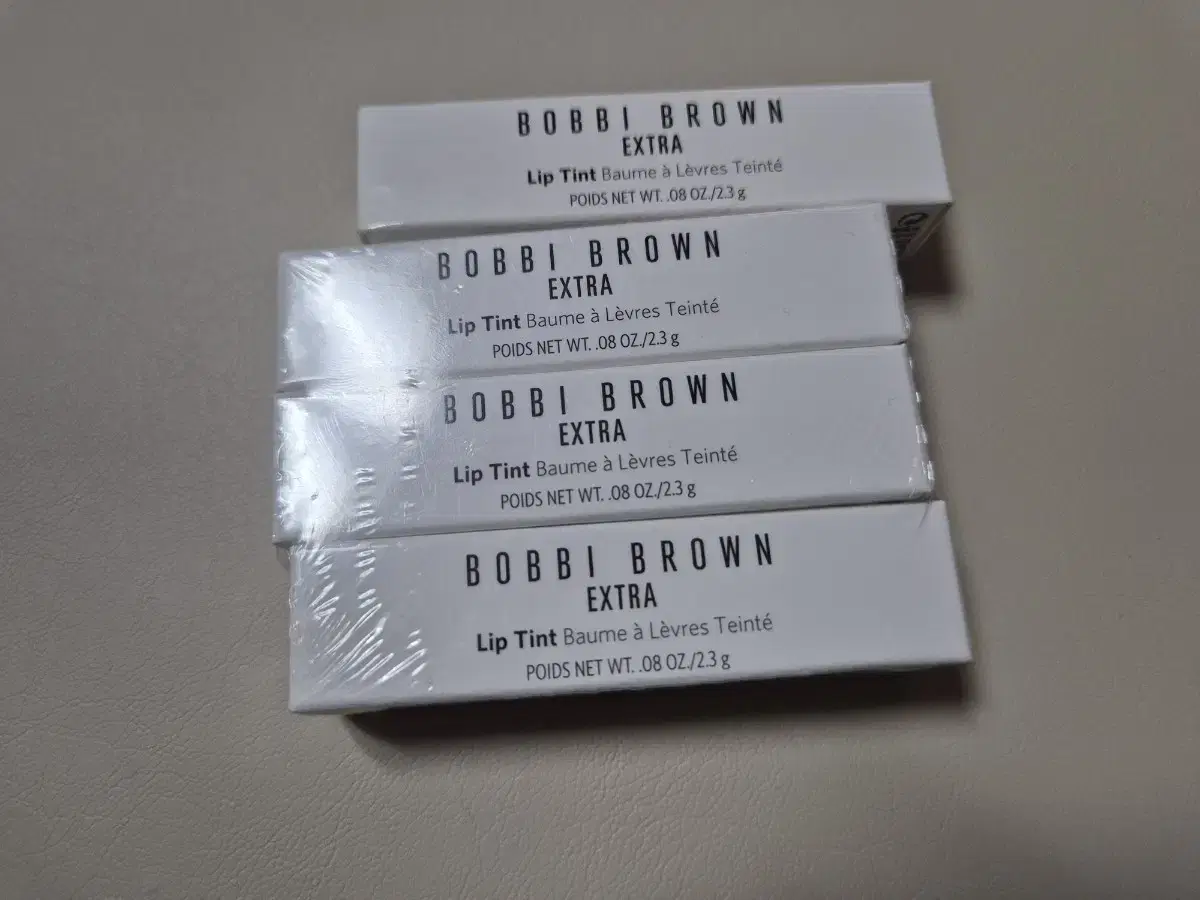 BOBBI BROWN
EXTRA
Lip Tint Baume à Lèvres Teinté
POIDS NET WT. .08 OZ./2.3 g
BOBBI BROWN
EXTRA
Lip Tint Baume à Lèvres Teinté
POIDS NET WT. .08 OZ./2.3 g
BOBBI BROWN
EXTRA
Lip Tint Baume à Lèvres Teinté
POIDS NET WT. .08 OZ./2.3 g
BOBBI BROWN
EXTRA
Lip Tint Baume à Lèvres Teinté
POIDS NET WT. .08 OZ./2.3 g